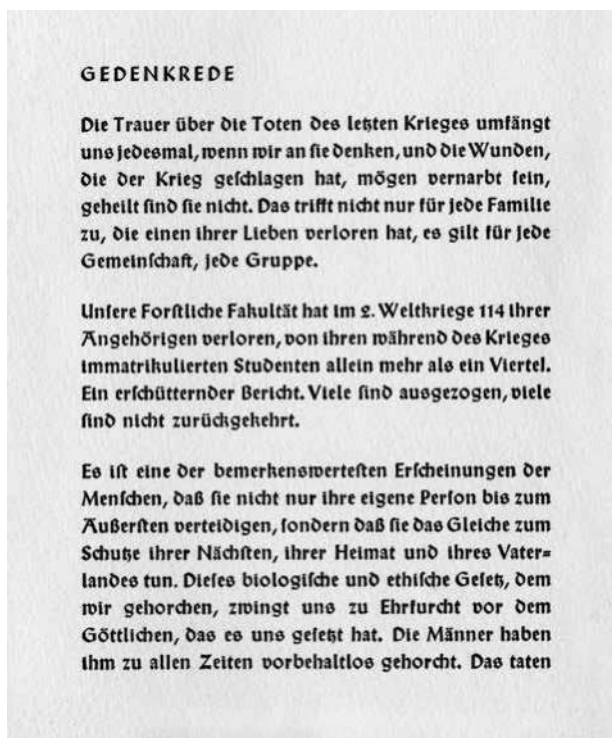 GEDENKREDE
Die Trauer über die Toten des letzten Krieges umfängt
uns jedesmal, wenn wir an sie denken, und die Wunden,
die der Krieg geschlagen hat, mögen vernarbt sein,
geheilt sind sie nicht. Das trifft nicht nur für jede Familie
zu, die einen ihrer Lieben verloren hat, es gilt für jede
Gemeinschaft, jede Gruppe.
Unsere Forstliche Fakultät hat im 2. Weltkriege 114 ihrer
Angehörigen verloren, von ihren während des Krieges
immatrikulierten Studenten allein mehr als ein Viertel.
Ein erschütternder Bericht. Viele sind ausgezogen, viele
sind nicht zurückgekehrt.
Es ist eine der bemerkenswertesten Erscheinungen der
Menschen, daß sie nicht nur ihre eigene Person bis zum
Äußersten verteidigen, sondern daß sie das Gleiche zum
Schutze ihrer Nächsten, ihrer Heimat und ihres Vater=
landes tun. Dieses biologische und ethische Gesetz, dem
wir gehorchen, zwingt uns zu Ehrfurcht vor dem
Göttlichen, das es uns gesetzt hat. Die Männer haben
ihm zu allen Zeiten vorbehaltlos gehorcht. Das taten